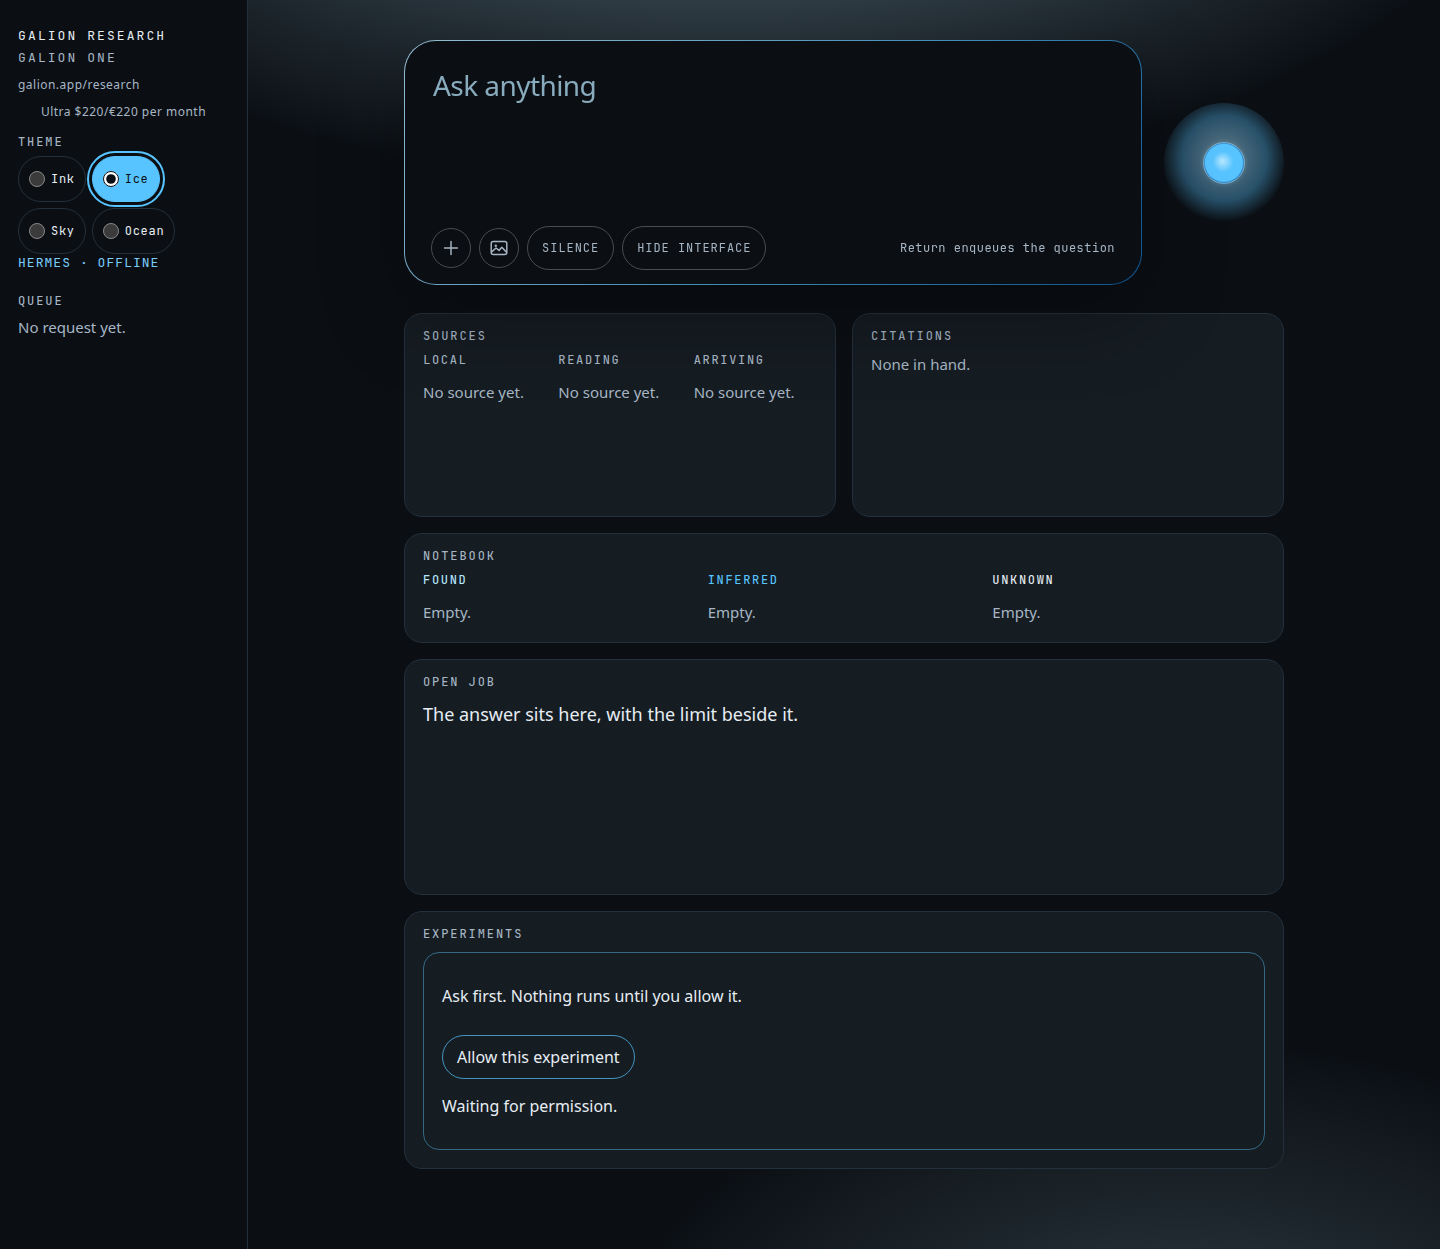 GALION RESEARCH
GALION ONE
galion.app/research
Ultra $220/€220 per month
THEME
Ink
Ice
Sky
Ocean
HERMES · OFFLINE
QUEUE
No request yet.
Ask anything
SILENCE
HIDE INTERFACE
Return enqueues the question
SOURCES
LOCAL
READING
ARRIVING
No source yet.
No source yet.
No source yet.
CITATIONS
None in hand.
NOTEBOOK
FOUND
INFERRED
UNKNOWN
Empty.
Empty.
Empty.
OPEN JOB
The answer sits here, with the limit beside it.
EXPERIMENTS
Ask first. Nothing runs until you allow it.
Allow this experiment
Waiting for permission.